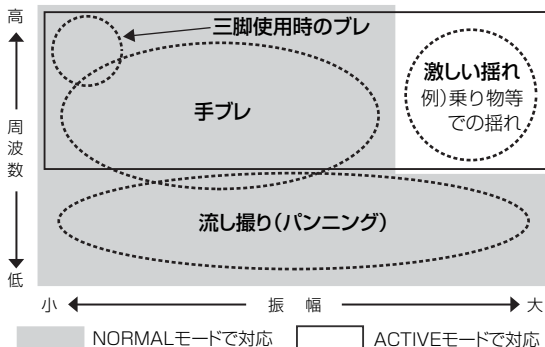 高
三脚使用時のブレ
激しい揺れ
例)乗り物等
での揺れ
手ブレ
周波数
流し撮り(パンニング)
低
小
振幅
大
NORMALモードで対応
ACTIVEモードで対応